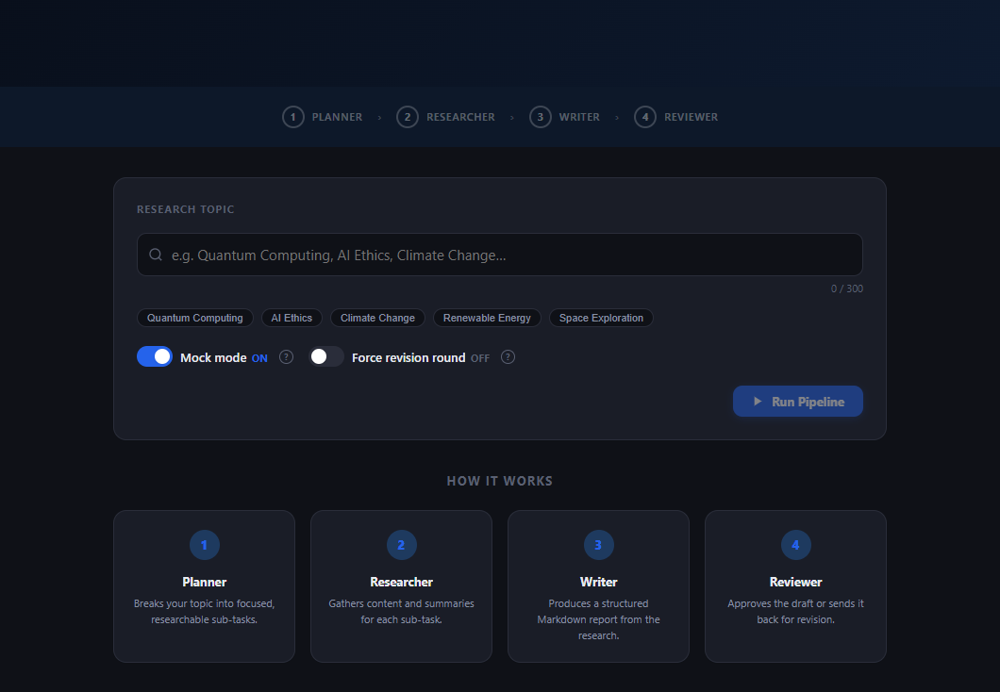 1 PLANNER › 2 RESEARCHER › 3 WRITER › 4 REVIEWER
RESEARCH TOPIC
e.g. Quantum Computing, AI Ethics, Climate Change...
0 / 300
Quantum Computing AI Ethics Climate Change Renewable Energy Space Exploration
Mock mode ON ? Force revision round OFF ?
Run Pipeline
HOW IT WORKS
1
Planner
Breaks your topic into focused,
researchable sub-tasks.
2
Researcher
Gathers content and summaries
for each sub-task.
3
Writer
Produces a structured
Markdown report from the
research.
4
Reviewer
Approves the draft or sends it
back for revision.